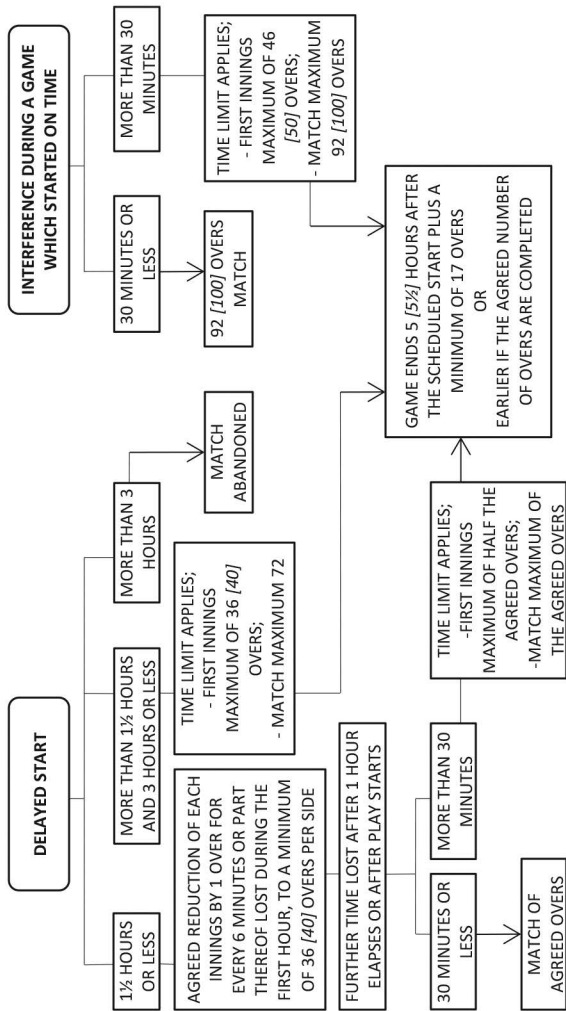 DELAYED START
1½ HOURS
OR LESS
MORE THAN 1½ HOURS
AND 3 HOURS OR LESS
MORE THAN 3
HOURS
AGREED REDUCTION OF EACH
INNINGS BY 1 OVER FOR
EVERY 6 MINUTES OR PART
THEREOF LOST DURING THE
FIRST HOUR, TO A MINIMUM
OF 36 [40] OVERS PER SIDE
TIME LIMIT APPLIES;
- FIRST INNINGS
MAXIMUM OF 36 [40]
OVERS;
- MATCH MAXIMUM 72
MATCH
ABANDONED
FURTHER TIME LOST AFTER 1 HOUR
ELAPSES OR AFTER PLAY STARTS
30 MINUTES OR
LESS
MORE THAN 30
MINUTES
MATCH OF
AGREED OVERS
TIME LIMIT APPLIES;
-FIRST INNINGS
MAXIMUM OF HALF THE
AGREED OVERS;
-MATCH MAXIMUM OF
THE AGREED OVERS
INTERFERENCE DURING A GAME
WHICH STARTED ON TIME
30 MINUTES OR
LESS
MORE THAN 30
MINUTES
92 [100] OVERS
MATCH
TIME LIMIT APPLIES;
- FIRST INNINGS
MAXIMUM OF 46
[50] OVERS;
- MATCH MAXIMUM
92 [100] OVERS
GAME ENDS 5 [5½] HOURS AFTER
THE SCHEDULED START PLUS A
MINIMUM OF 17 OVERS
OR
EARLIER IF THE AGREED NUMBER
OF OVERS ARE COMPLETED